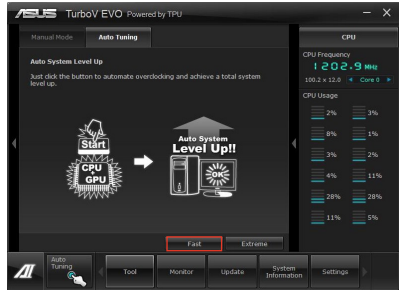 ASUS TurboV EVO Powered by TPU
Manual Mode
Auto Tuning
Auto System Level Up
Just click the button to automate overclocking and achieve a total system
level up.
Start
CPU
+
GPU
Auto System
Level Up!!
OK
Fast
Extreme
CPU
CPU Frequency
1202.9 MHz
100.2 x 12.0 Core 0
CPU Usage
2% 3%
8% 1%
3% 2%
4% 11%
28% 28%
11% 5%
Auto
Tuning
Tool
Monitor
Update
System
Information
Settings